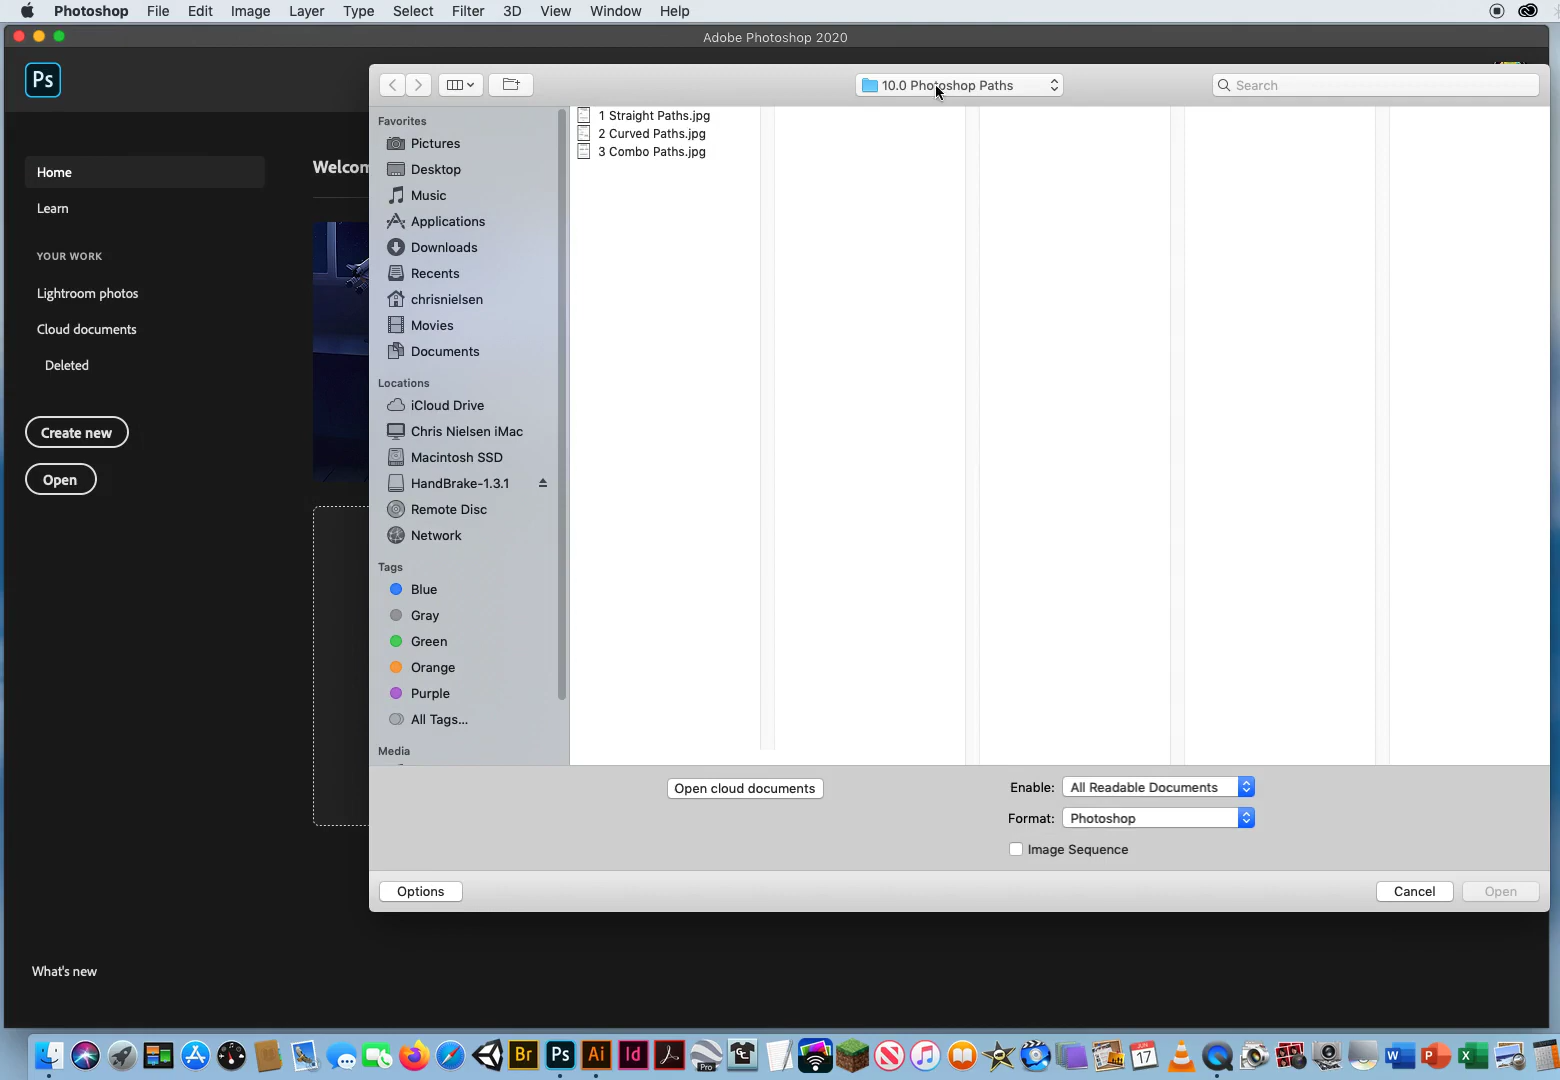 Photoshop File Edit Image Layer Type Select Filter 3D View Window Help
Adobe Photoshop 2020
Ps
10.0 Photoshop Paths
Search
Home
Learn
YOUR WORK
Lightroom photos
Cloud documents
Deleted
Create new
Open
What's new
Welcom
Favorites
Pictures
Desktop
Music
Applications
Downloads
Recents
chrisnielsen
Movies
Documents
Locations
iCloud Drive
Chris Nielsen iMac
Macintosh SSD
HandBrake-1.3.1
Remote Disc
Network
Tags
Blue
Gray
Green
Orange
Purple
All Tags...
Media
1 Straight Paths.jpg
2 Curved Paths.jpg
3 Combo Paths.jpg
Open cloud documents
Enable: All Readable Documents
Format: Photoshop
Image Sequence
Options
Cancel Open
Br Ps Ai Id Pro JUN 17 W P X